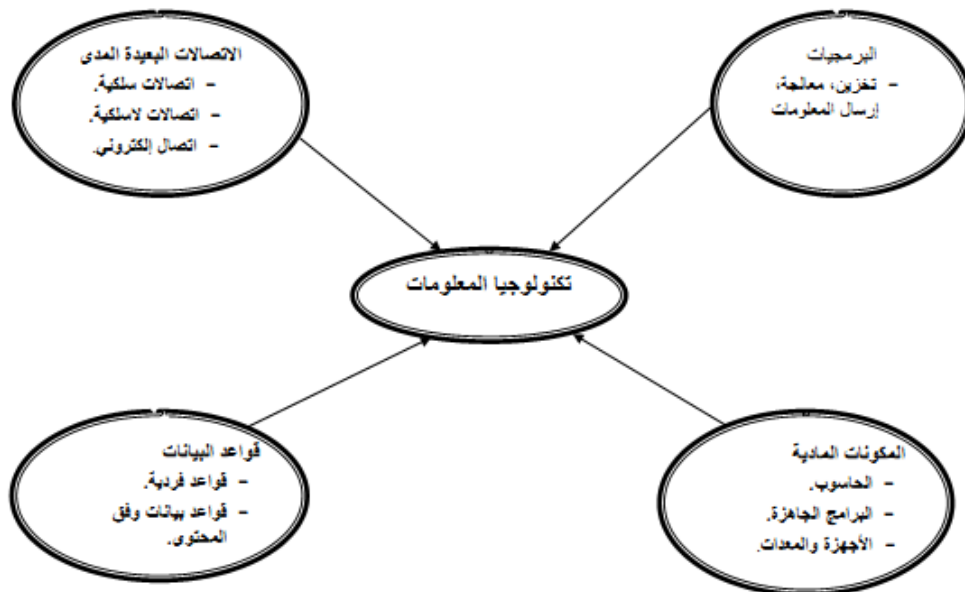 البرمجيات
- تخزين، معالجة،
إرسال المعلومات
الاتصالات البعيدة المدى
- اتصالات سلكية.
- اتصالات لاسلكية.
- اتصال إلكتروني.
تكنولوجيا المعلومات
المكونات المادية
- الحاسوب.
- البرامج الجاهزة.
- الأجهزة والمعدات.
قواعد البيانات
- قواعد فردية.
- قواعد بيانات وفق
المحتوى.